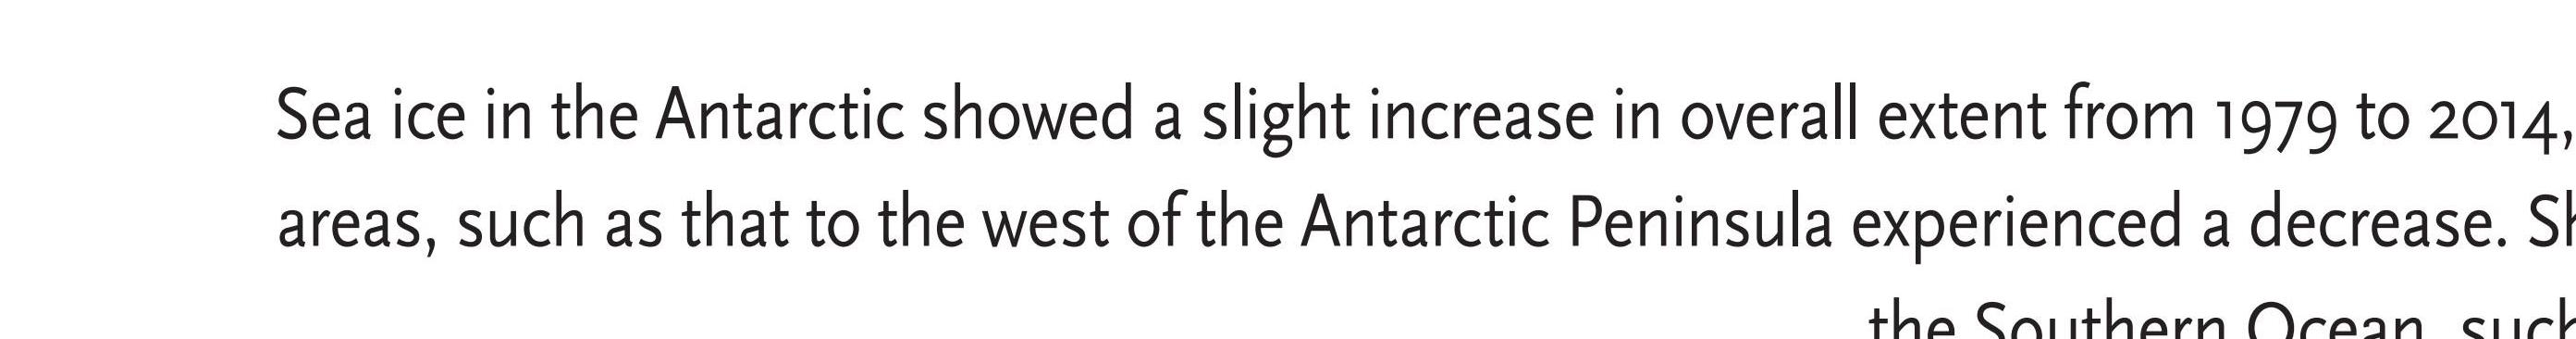 Sea ice in the Antarctic showed a slight increase in overall extent from 1979 to 2014,
areas, such as that to the west of the Antarctic Peninsula experienced a decrease.
the Southern Ocean, such